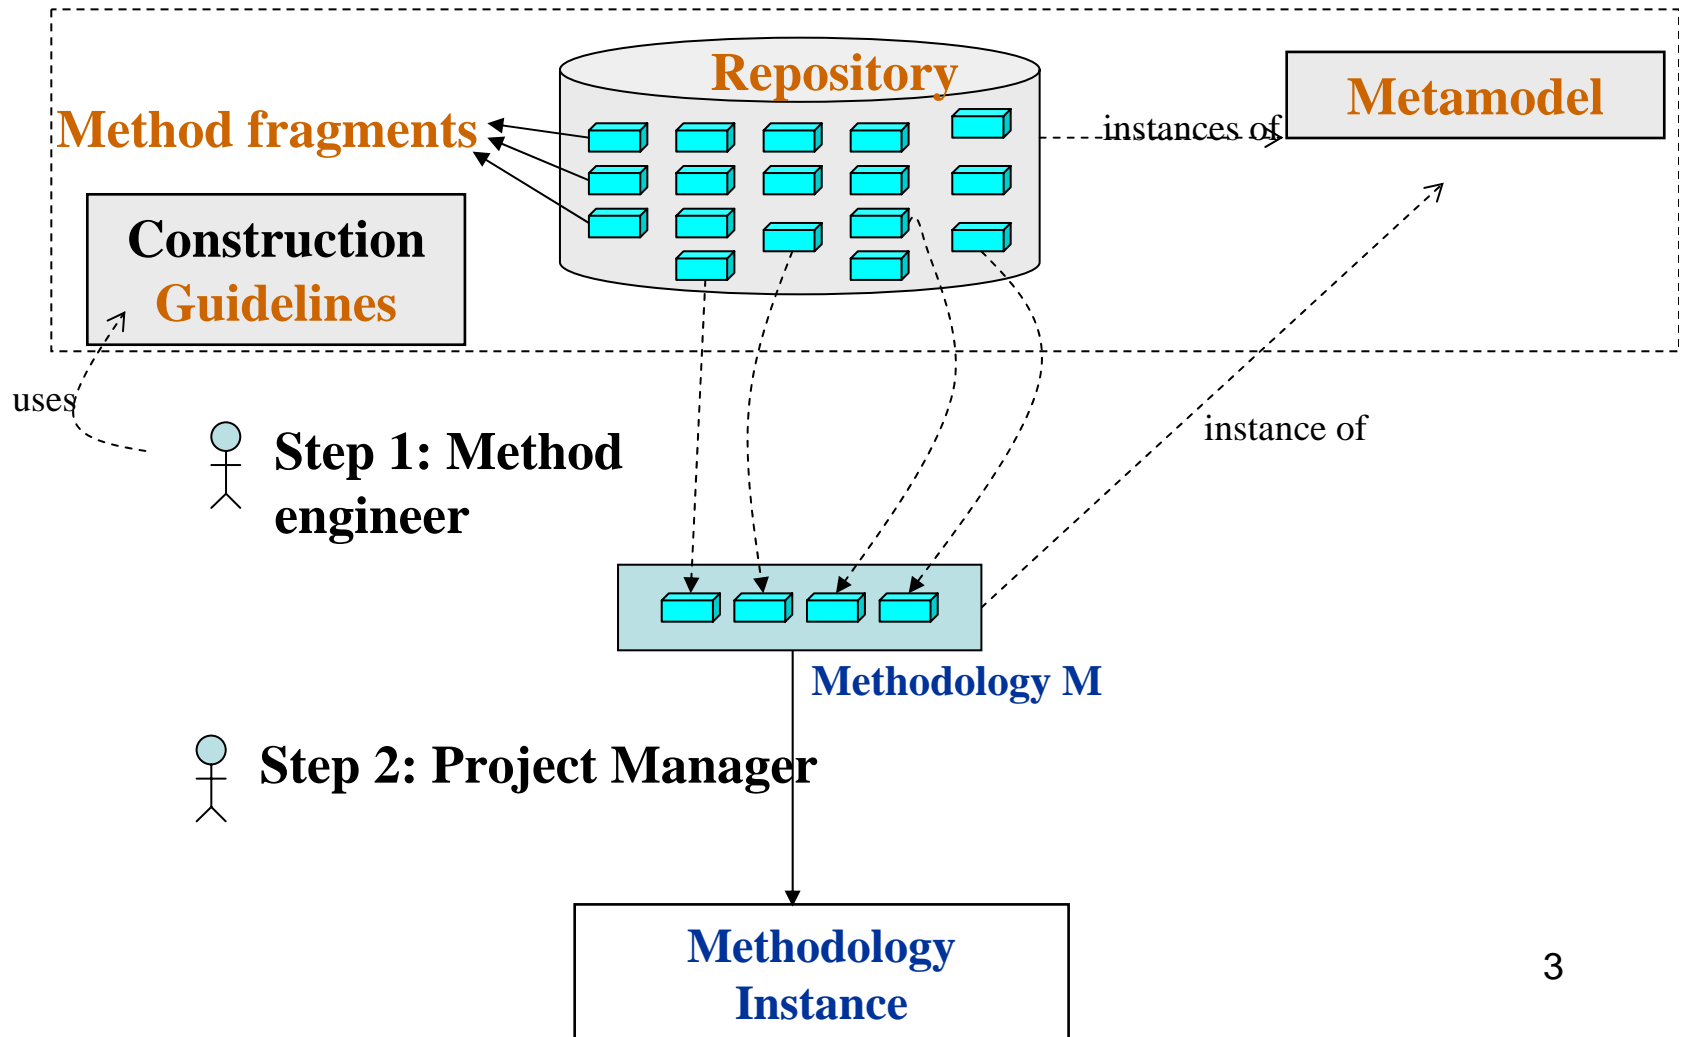 Repository
Metamodel
Method fragments
instances of
Construction
Guidelines
uses
Step 1: Method
engineer
instance of
Methodology M
Step 2: Project Manager
Methodology
Instance
3